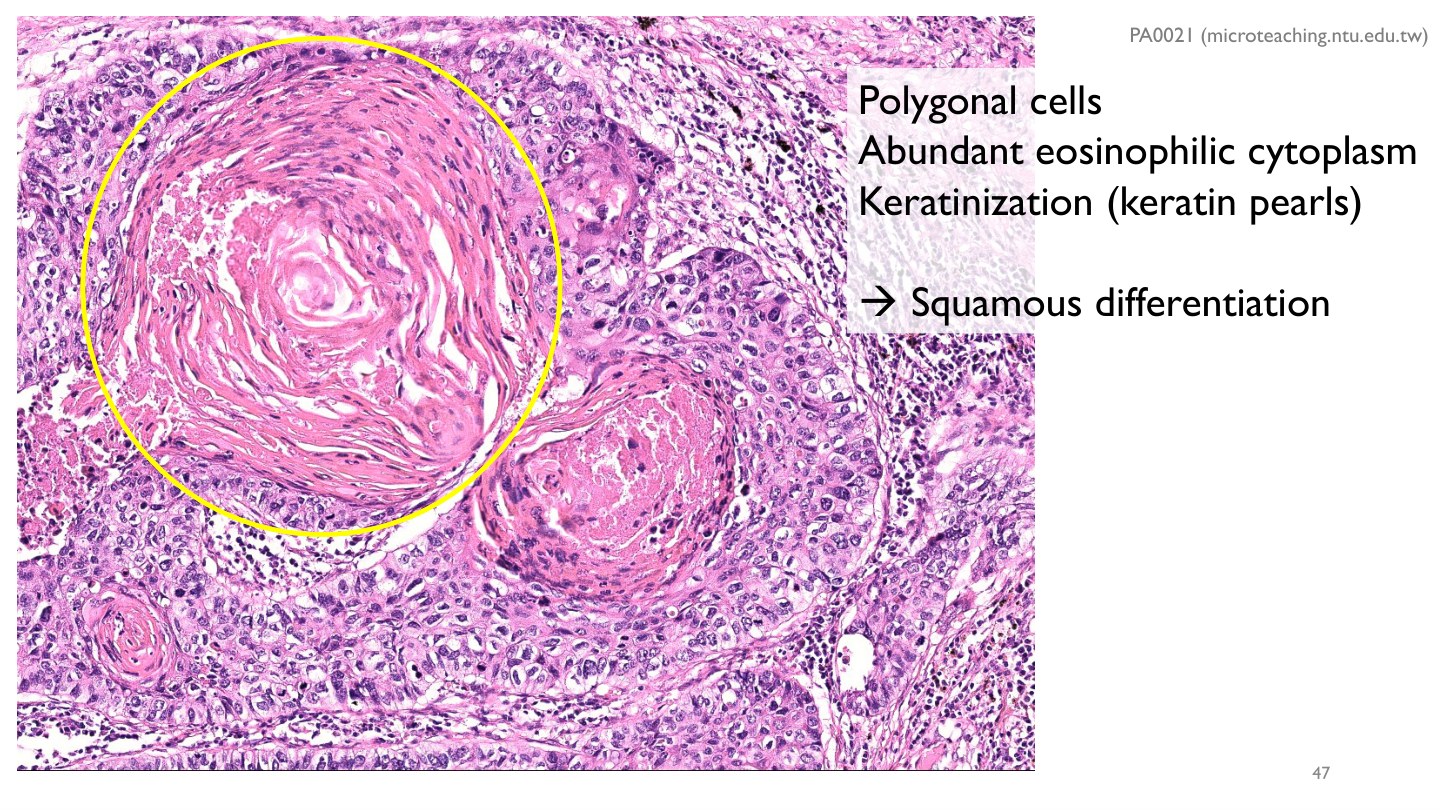 PA0021 (microteaching.ntu.edu.tw)
Polygonal cells
Abundant eosinophilic cytoplasm
Keratinization (keratin pearls)
→ Squamous differentiation
47